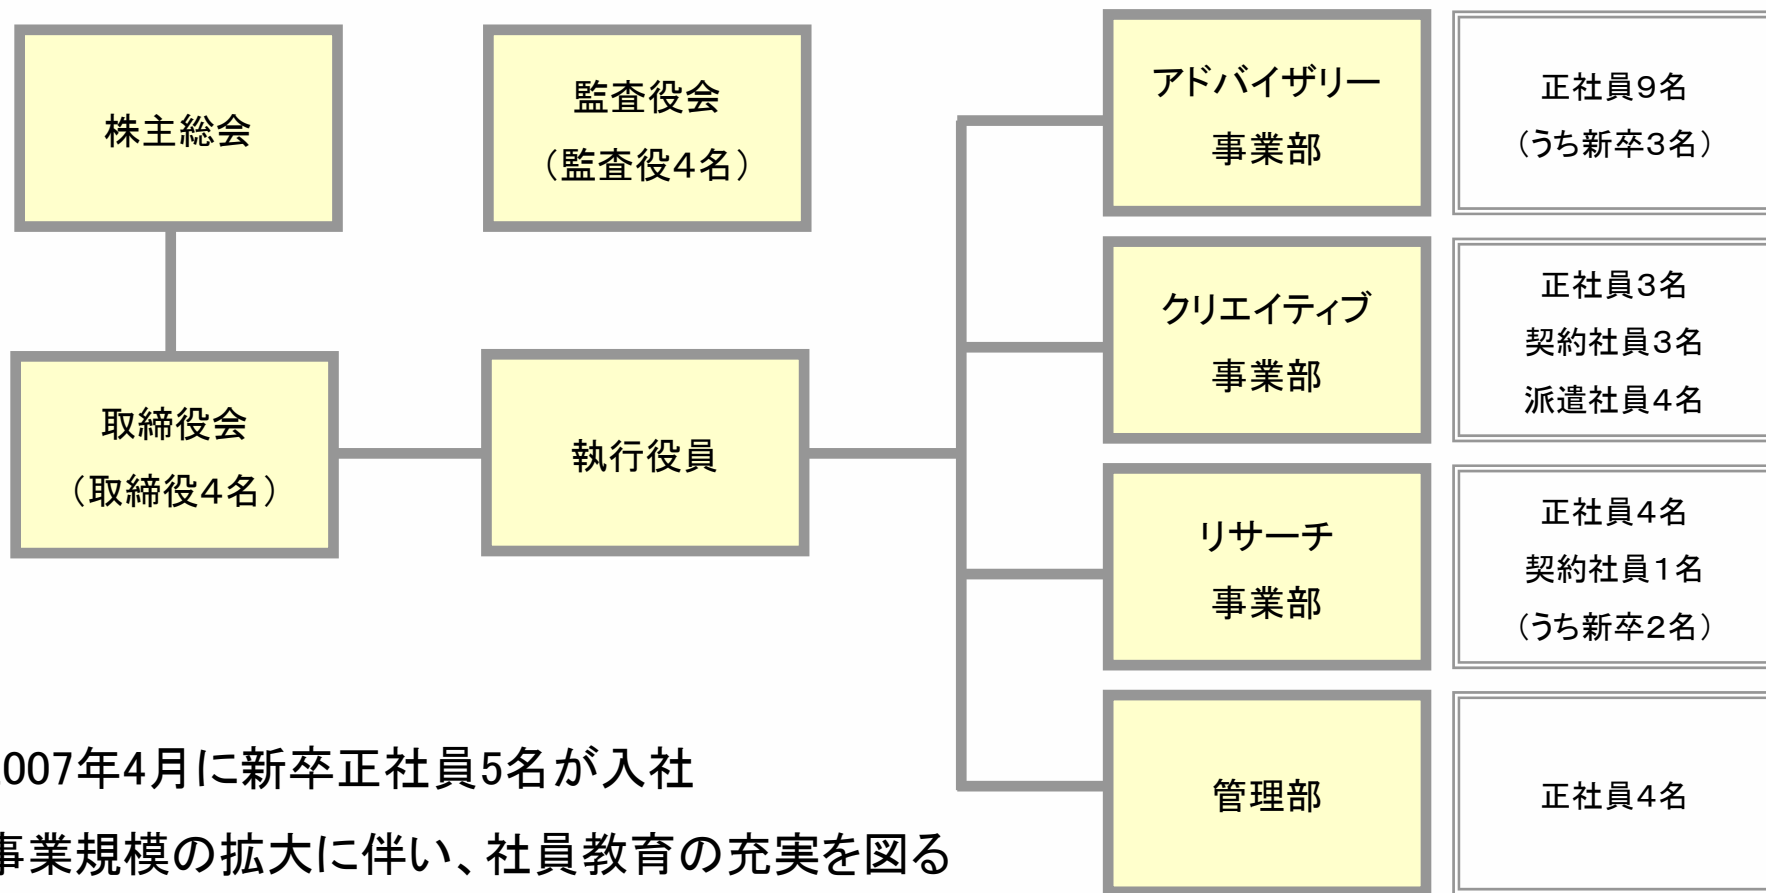 株主総会
監査役会
（監査役４名）
取締役会
（取締役４名）
執行役員
アドバイザリー
事業部
正社員９名
（うち新卒３名）
クリエイティブ
事業部
正社員３名
契約社員３名
派遣社員４名
リサーチ
事業部
正社員４名
契約社員１名
（うち新卒２名）
管理部
正社員４名
007年4月に新卒正社員5名が入社
事業規模の拡大に伴い、社員教育の充実を図る